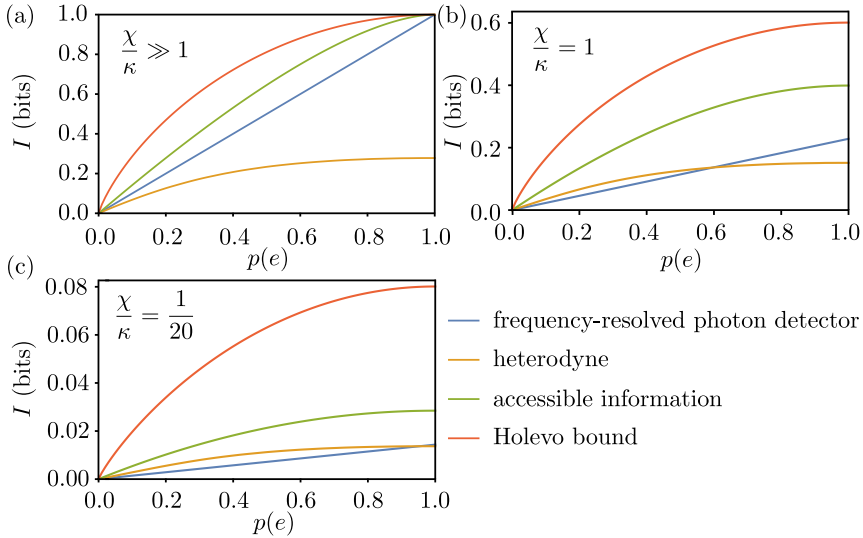 (a)
χ/κ ≫ 1
I (bits)
1.0
0.8
0.6
0.4
0.2
0.0
0.0 0.2 0.4 0.6 0.8 1.0
p(e)
(b)
χ/κ = 1
I (bits)
0.6
0.4
0.2
0.0
0.0 0.2 0.4 0.6 0.8 1.0
p(e)
(c)
χ/κ = 1/20
I (bits)
0.08
0.06
0.04
0.02
0.00
0.0 0.2 0.4 0.6 0.8 1.0
p(e)
frequency-resolved photon detector
heterodyne
accessible information
Holevo bound